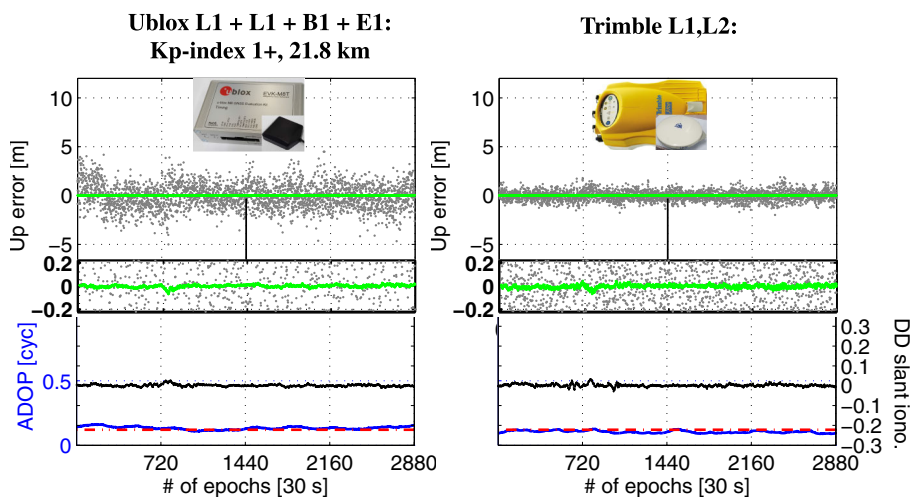 Ublox L1 + L1 + B1 + E1:
Kp-index 1+, 21.8 km
Trimble L1,L2:
10
5
0
−5
Up error [m]
ublox
EVK-M8T
10
5
0
−5
Up error [m]
0.2
0
−0.2
0.2
0
−0.2
ADOP [cyc]
0.5
0
0.3
0.2
0.1
0
−0.1
−0.2
−0.3
DD slant iono.
720 1440 2160 2880
# of epochs [30 s]
720 1440 2160 2880
# of epochs [30 s]